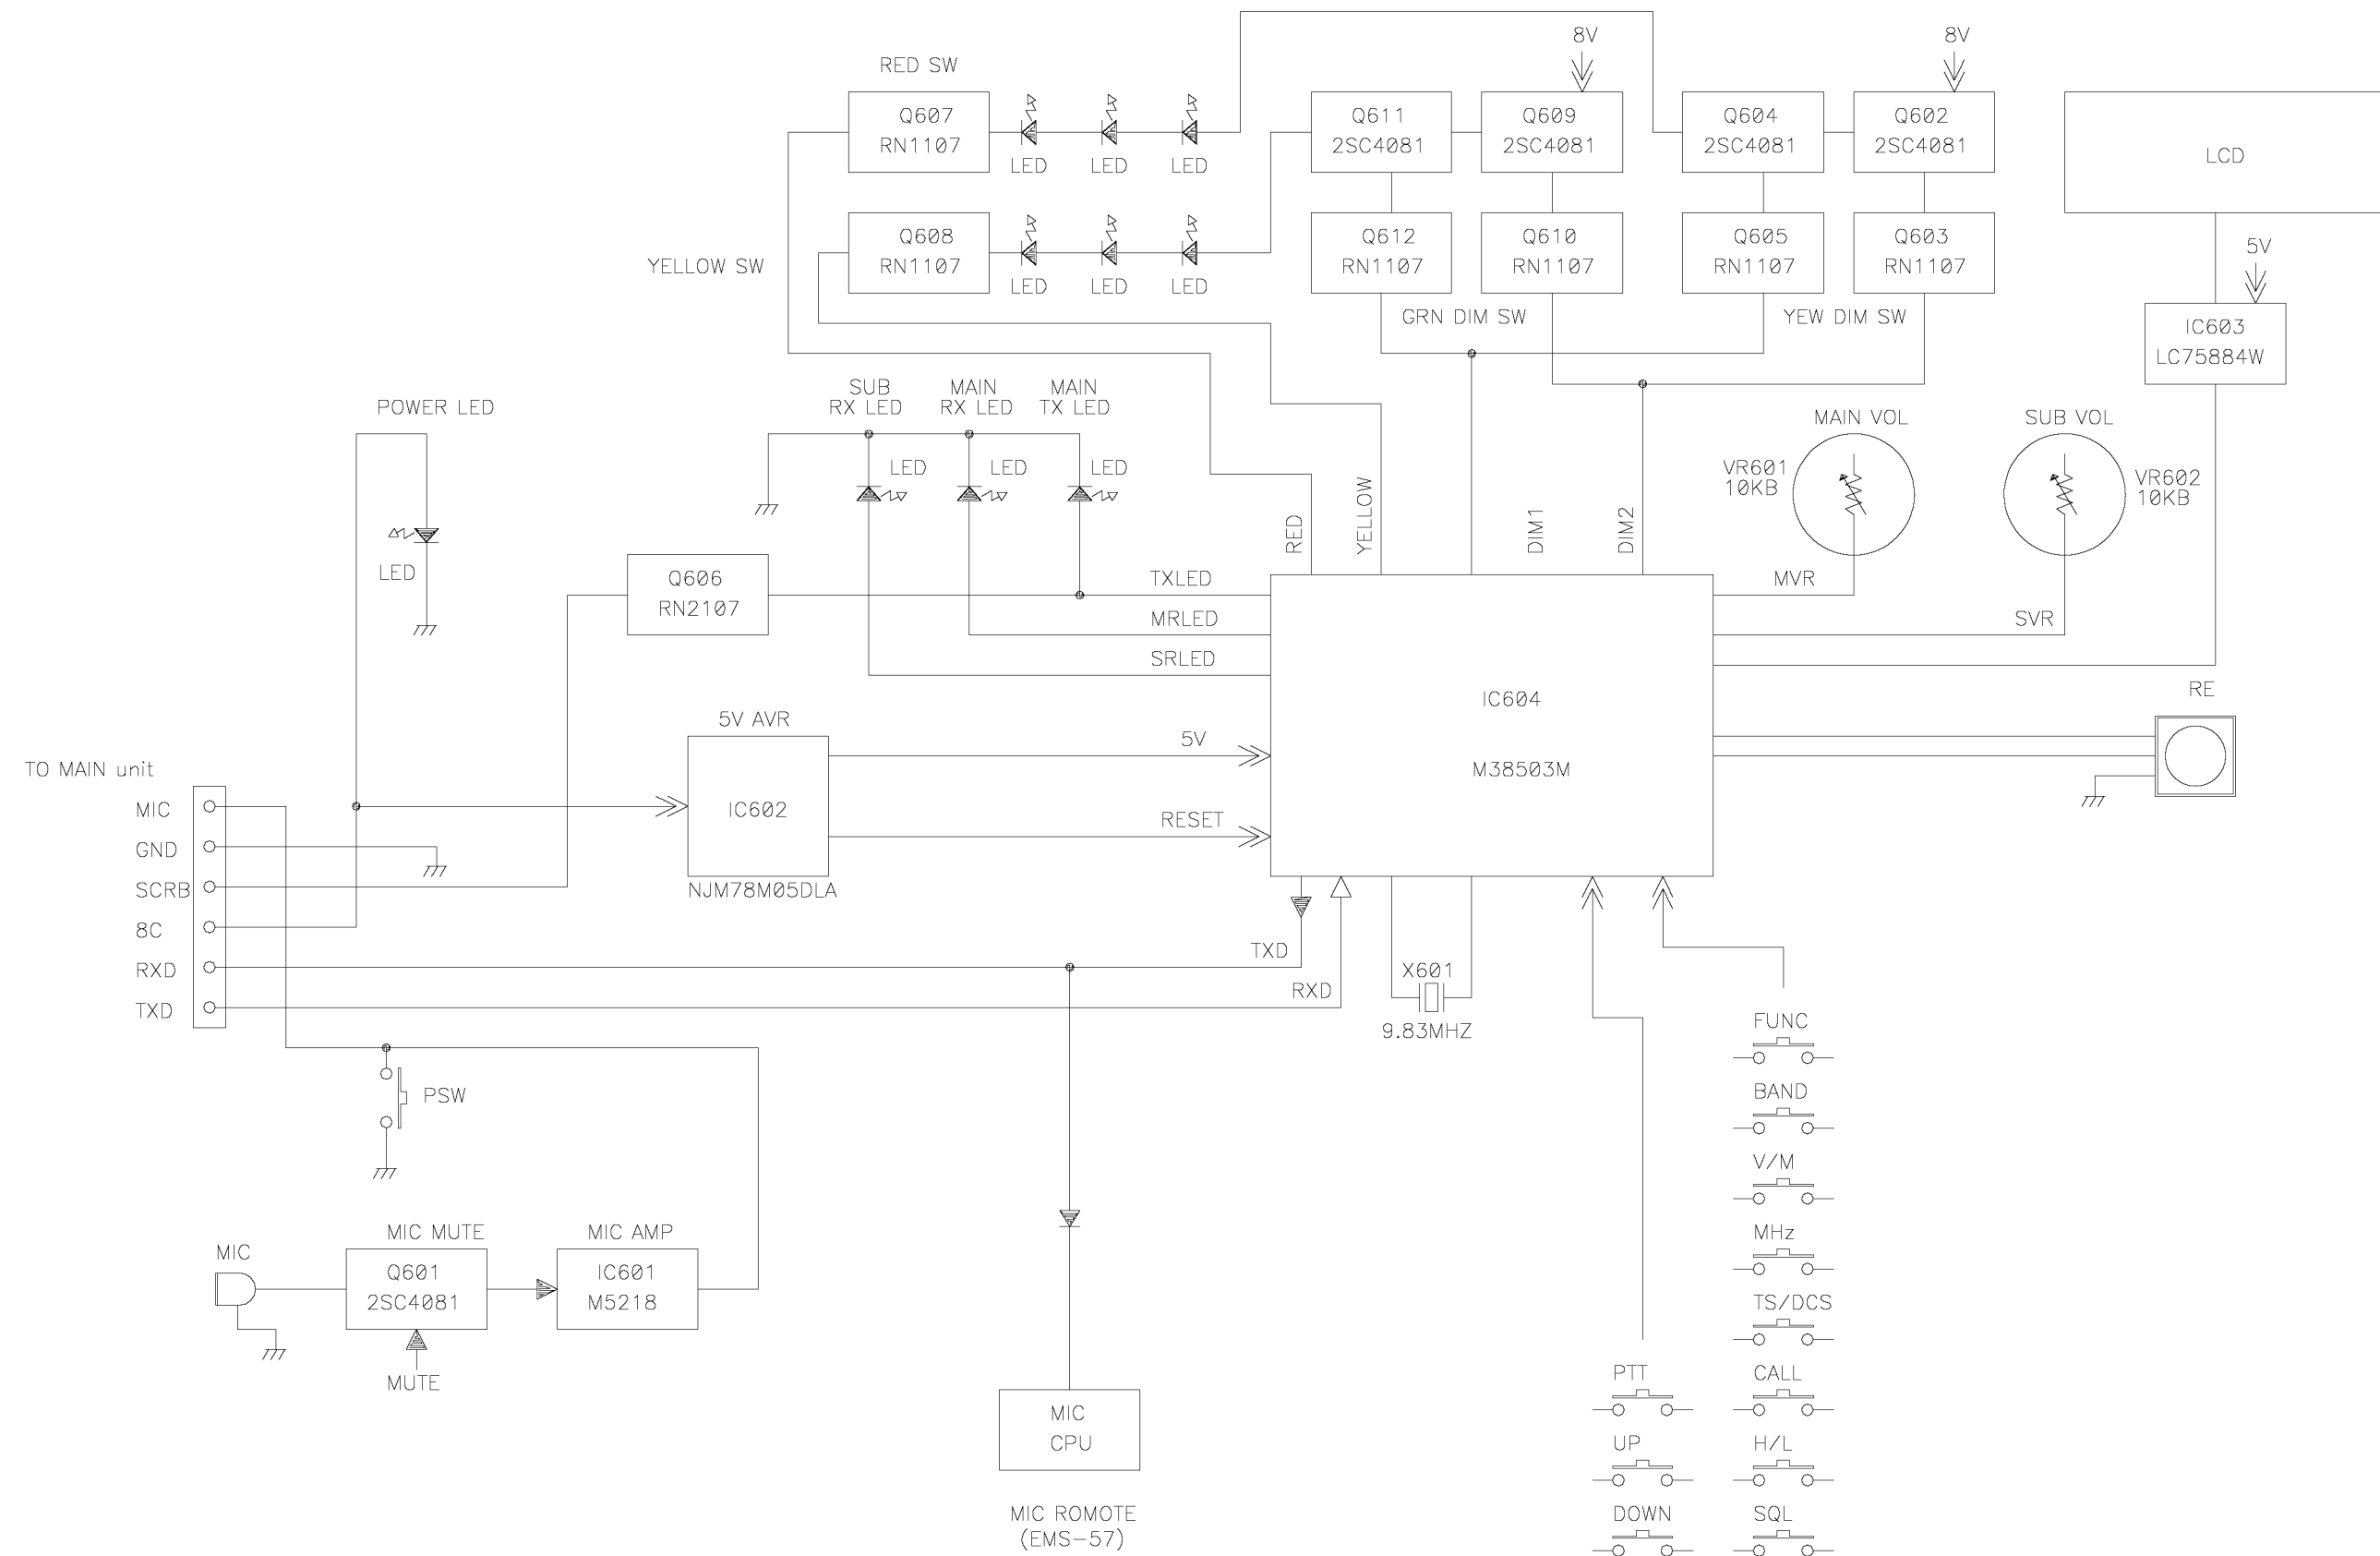 8V
8V
RED SW
Q607
RN1107
LED
LED
LED
Q611
2SC4081
Q609
2SC4081
Q604
2SC4081
Q602
2SC4081
LCD
YELLOW SW
Q608
RN1107
LED
LED
LED
Q612
RN1107
Q610
RN1107
Q605
RN1107
Q603
RN1107
5V
GRN DIM SW
YEW DIM SW
IC603
LC75884W
POWER LED
SUB
RX LED
MAIN
RX LED
MAIN
TX LED
LED
LED
LED
MAIN VOL
SUB VOL
VR601
10KB
VR602
10KB
RED
YELLOW
DIM1
DIM2
LED
Q606
RN2107
TXLED
MRLED
SRLED
MVR
SVR
RE
IC604
M38503M
5V AVR
5V
IC602
RESET
NJM78M05DLA
TO MAIN unit
MIC
GND
SCRB
8C
RXD
TXD
TXD
RXD
X601
9.83MHZ
PSW
FUNC
BAND
V/M
MHz
TS/DCS
CALL
H/L
SQL
PTT
UP
DOWN
MIC
MIC MUTE
Q601
2SC4081
MUTE
MIC AMP
IC601
M5218
MIC
CPU
MIC ROMOTE
(EMS-57)